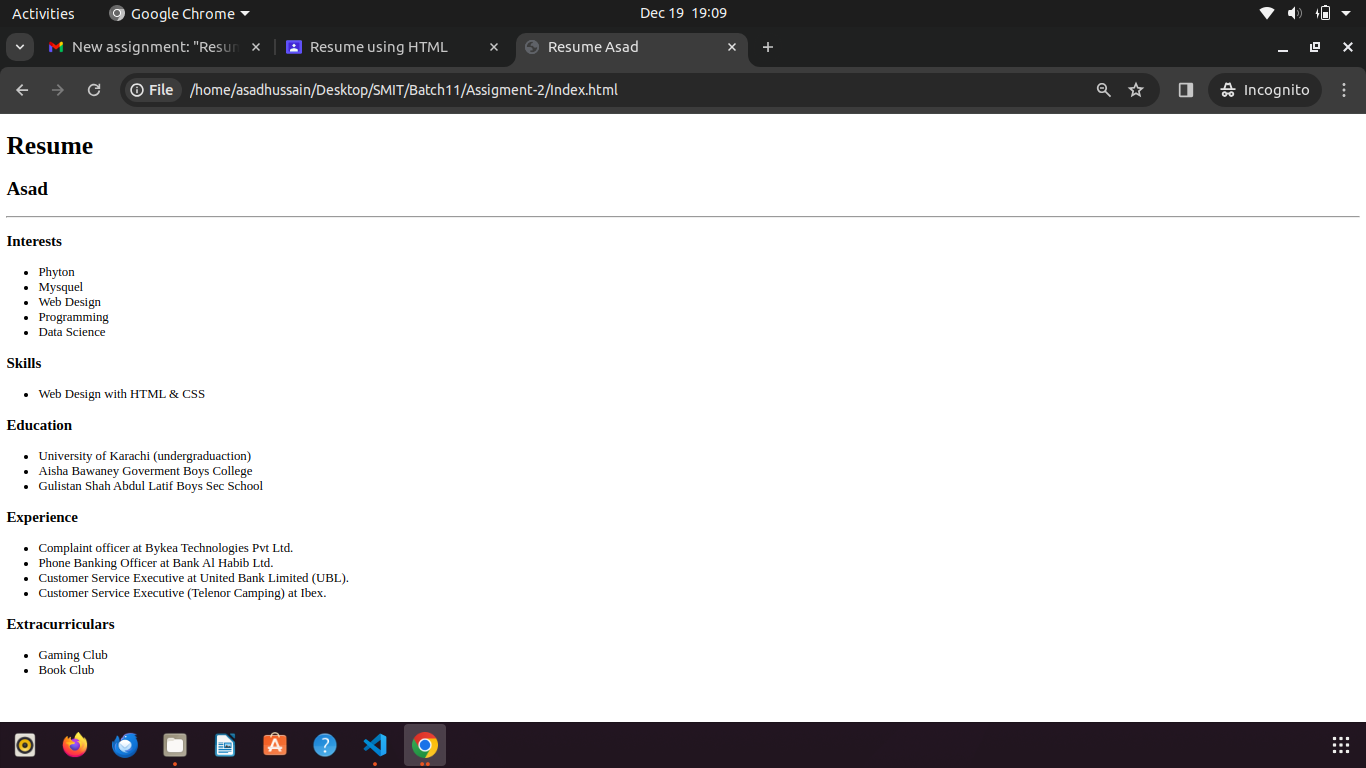 Activities Google Chrome Dec 19 19:09
New assignment: "Resum Resume using HTML Resume Asad
File /home/asadhussain/Desktop/SMIT/Batch11/Assigment-2/Index.html Incognito
Resume
Asad
Interests
Phyton
Mysquel
Web Design
Programming
Data Science
Skills
Web Design with HTML & CSS
Education
University of Karachi (undergraduaction)
Aisha Bawaney Goverment Boys College
Gulistan Shah Abdul Latif Boys Sec School
Experience
Complaint officer at Bykea Technologies Pvt Ltd.
Phone Banking Officer at Bank Al Habib Ltd.
Customer Service Executive at United Bank Limited (UBL).
Customer Service Executive (Telenor Camping) at Ibex.
Extracurriculars
Gaming Club
Book Club